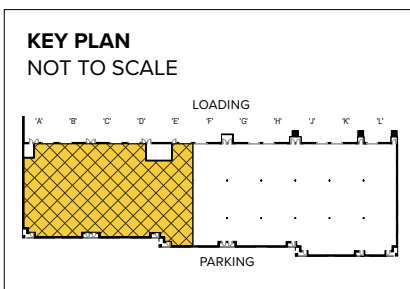 KEY PLAN
NOT TO SCALE
LOADING
'A' 'B' 'C' 'D' 'E' 'F' 'G' 'H' 'J' 'K' 'L'
PARKING